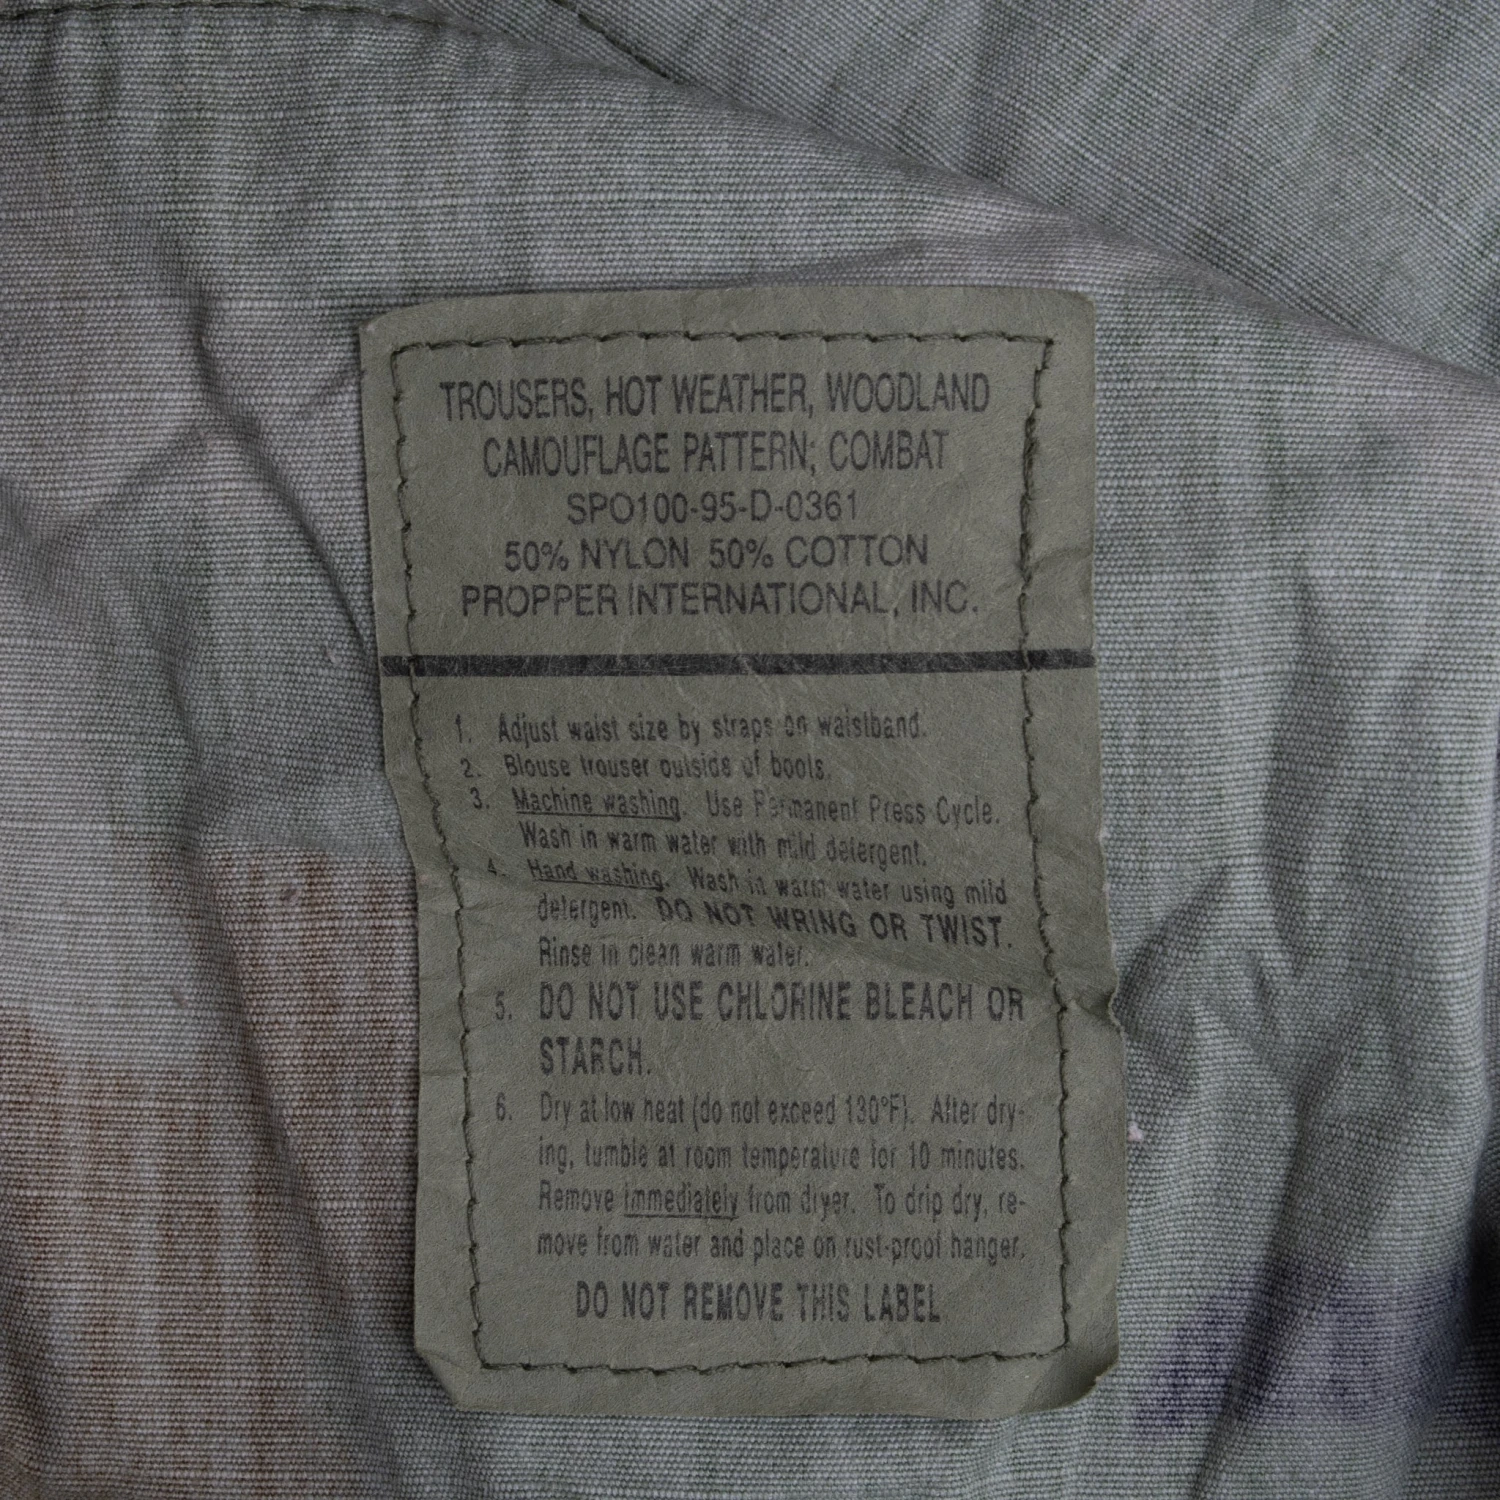 TROUSERS, HOT WEATHER, WOODLAND
CAMOUFLAGE PATTERN; COMBAT
SPO100-95-D-0361
50% NYLON 50% COTTON
PROPPER INTERNATIONAL, INC.
1. Adjust waist size by straps on waistband.
2. Blouse trouser outside of boots.
3. Machine washing. Use Permanent Press Cycle.
Wash in warm water with mild detergent.
4. Hand washing. Wash in warm water using mild
detergent. DO NOT WRING OR TWIST.
Rinse in clean warm water.
5. DO NOT USE CHLORINE BLEACH OR
STARCH.
6. Dry at low heat (do not exceed 130°F). After dry-
ing, tumble at room temperature for 10 minutes.
Remove immediately from dryer. To drip dry, re-
move from water and place on rust-proof hanger.
DO NOT REMOVE THIS LABEL